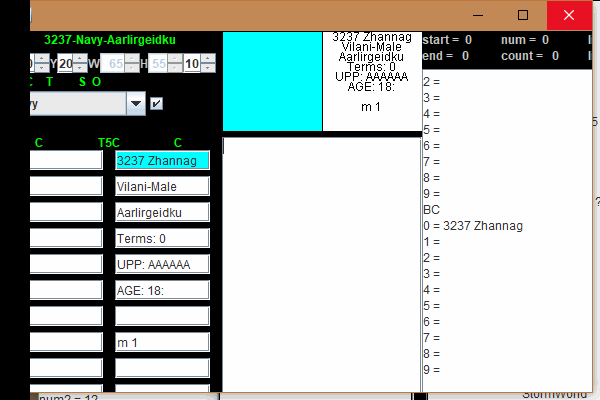 3237-Navy-Aarlirgeidku
Y 20 W 65 H 55 10
T S O
C T5C C
3237 Zhannag
Vilani-Male
Aarlirgeidku
Terms: 0
UPP: AAAAAA
AGE: 18:
m 1
3237 Zhannag
Vilani-Male
Aarlirgeidku
Terms: 0
UPP: AAAAAA
AGE: 18:
m 1
start = 0 num = 0
end = 0 count = 0
2 =
3 =
4 =
5 =
6 =
7 =
8 =
9 =
BC
0 = 3237 Zhannag
1 =
2 =
3 =
4 =
5 =
6 =
7 =
8 =
9 =
5
?
num2 = 12
StormWorld